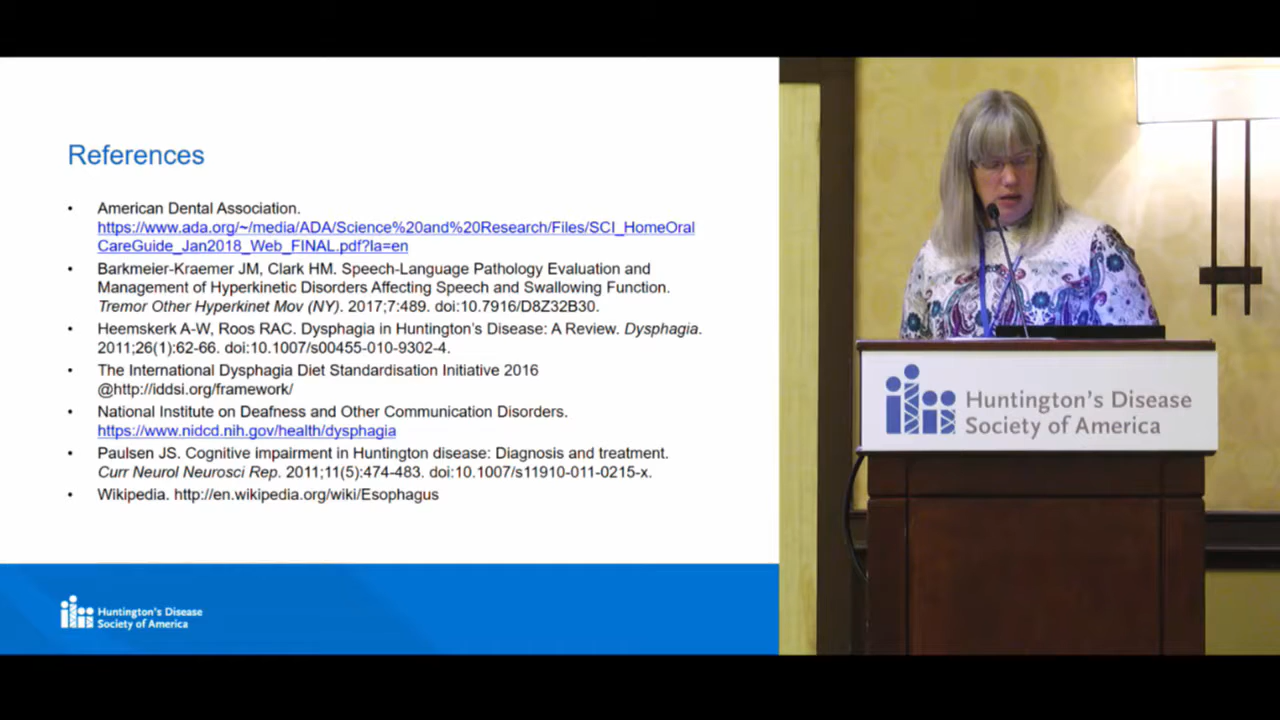 References
• American Dental Association.
https://www.ada.org/~/media/ADA/Science%20and%20Research/Files/SCI_HomeOral
CareGuide_Jan2018_Web_FINAL.pdf?la=en
• Barkmeier-Kraemer JM, Clark HM. Speech-Language Pathology Evaluation and
Management of Hyperkinetic Disorders Affecting Speech and Swallowing Function.
Tremor Other Hyperkinet Mov (NY). 2017;7:489. doi:10.7916/D8Z32B30.
• Heemskerk A-W, Roos RAC. Dysphagia in Huntington's Disease: A Review. Dysphagia.
2011;26(1):62-66. doi:10.1007/s00455-010-9302-4.
• The International Dysphagia Diet Standardisation Initiative 2016
@http://iddsi.org/framework/
• National Institute on Deafness and Other Communication Disorders.
https://www.nidcd.nih.gov/health/dysphagia
• Paulsen JS. Cognitive impairment in Huntington disease: Diagnosis and treatment.
Curr Neurol Neurosci Rep. 2011;11(5):474-483. doi:10.1007/s11910-011-0215-x.
• Wikipedia. http://en.wikipedia.org/wiki/Esophagus
Huntington's Disease
Society of America
Huntington's Disease
Society of America